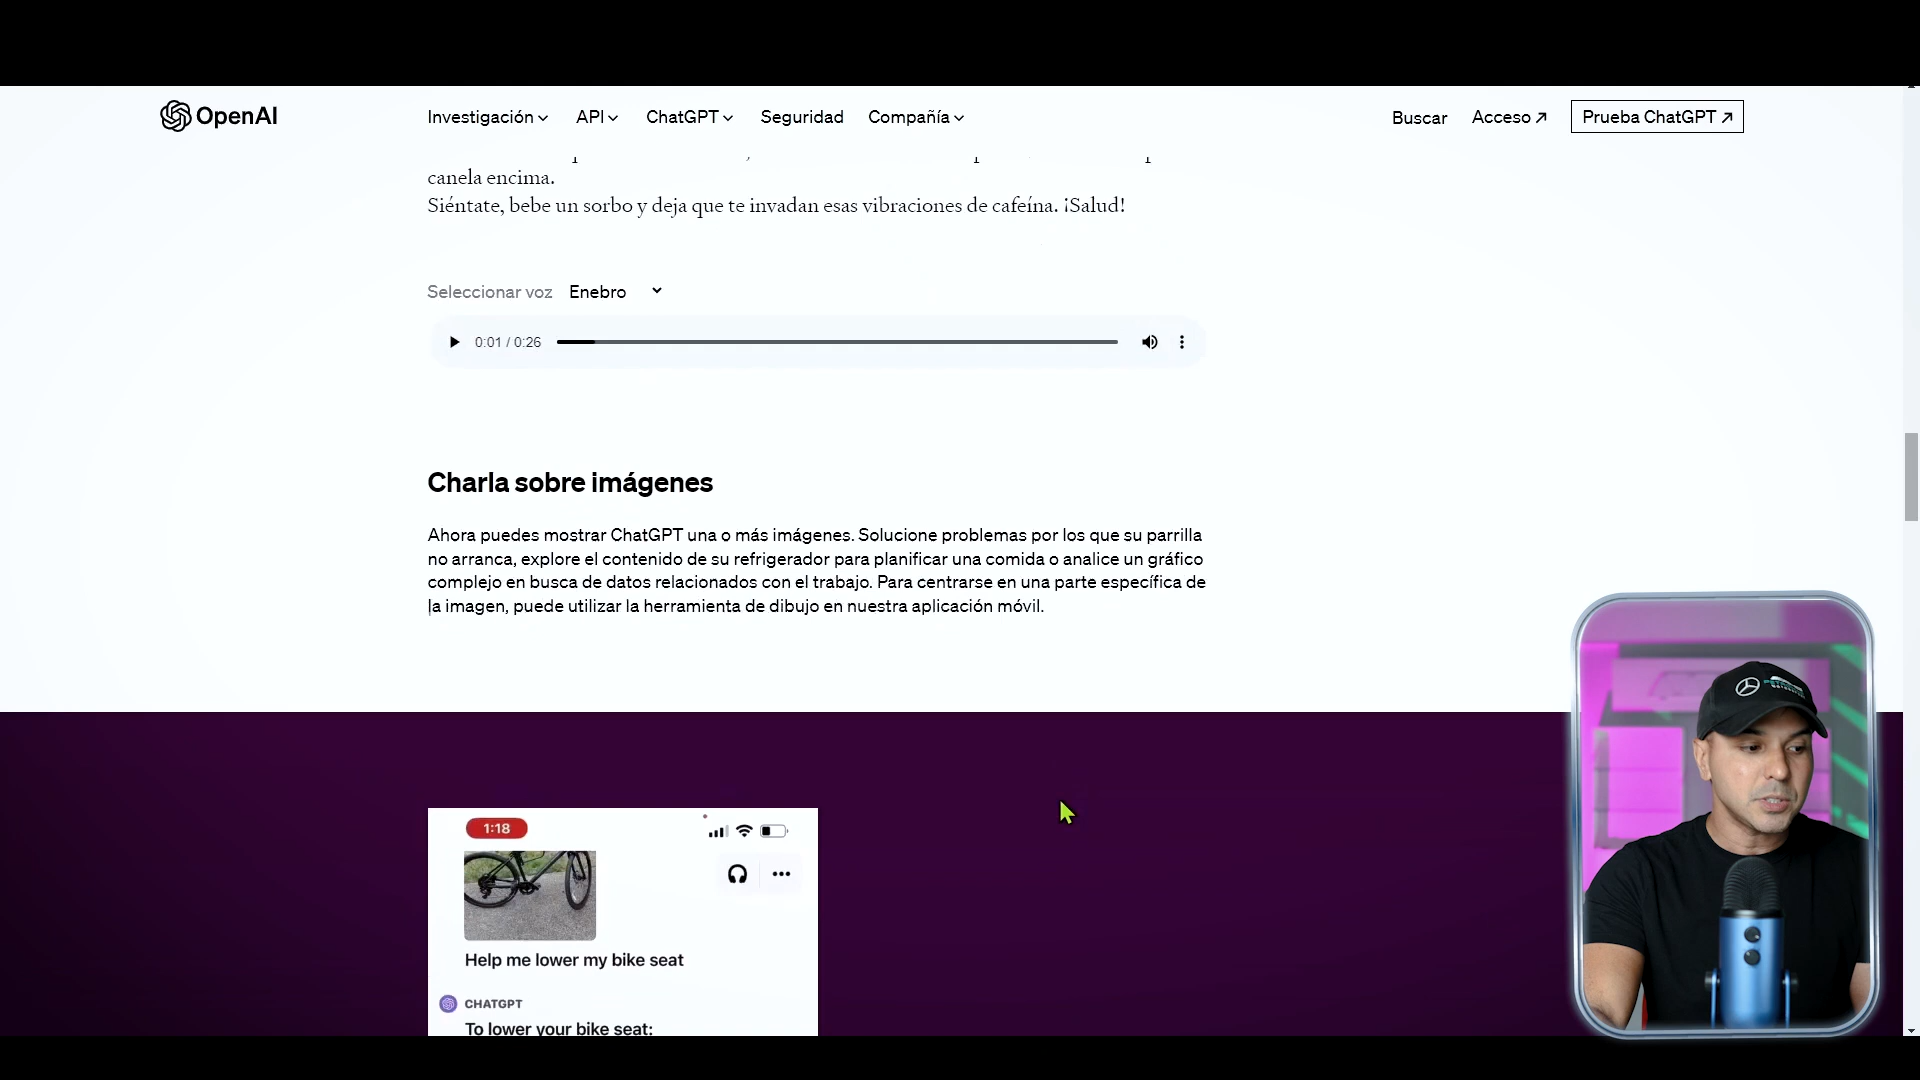 OpenAI
Investigación API ChatGPT Seguridad Compañía Buscar Acceso ↗ Prueba ChatGPT ↗
canela encima.
Siéntate, bebe un sorbo y deja que te invadan esas vibraciones de cafeína. ¡Salud!
Seleccionar voz Enebro
0:01 / 0:26
Charla sobre imágenes
Ahora puedes mostrar ChatGPT una o más imágenes. Solucione problemas por los que su parrilla
no arranca, explore el contenido de su refrigerador para planificar una comida o analice un gráfico
complejo en busca de datos relacionados con el trabajo. Para centrarse en una parte específica de
la imagen, puede utilizar la herramienta de dibujo en nuestra aplicación móvil.
1:18
Help me lower my bike seat
CHATGPT
To lower your bike seat: